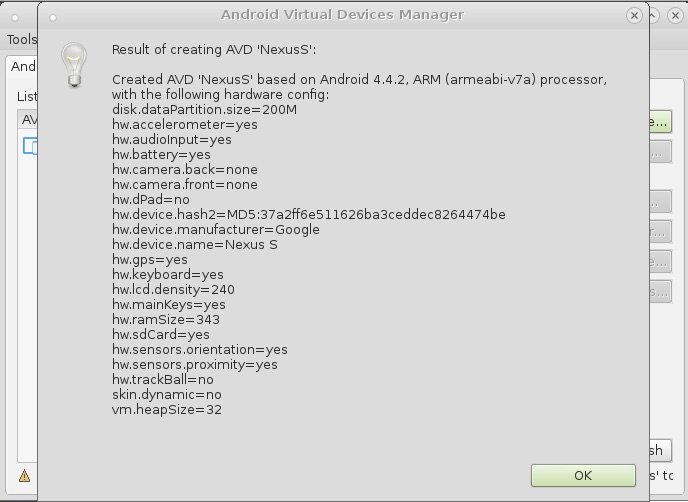 Android Virtual Devices Manager
Tools
And
List
AV
Result of creating AVD 'NexusS':
Created AVD 'NexusS' based on Android 4.4.2, ARM (armeabi-v7a) processor,
with the following hardware config:
disk.dataPartition.size=200M
hw.accelerometer=yes
hw.audioInput=yes
hw.battery=yes
hw.camera.back=none
hw.camera.front=none
hw.dPad=no
hw.device.hash2=MD5:37a2ff6e511626ba3ceddec8264474be
hw.device.manufacturer=Google
hw.device.name=Nexus S
hw.gps=yes
hw.keyboard=yes
hw.lcd.density=240
hw.mainKeys=yes
hw.ramSize=343
hw.sdCard=yes
hw.sensors.orientation=yes
hw.sensors.proximity=yes
hw.trackBall=no
skin.dynamic=no
vm.heapSize=32
e...
...
...
r...
e...
s...
sh
OK
s' to